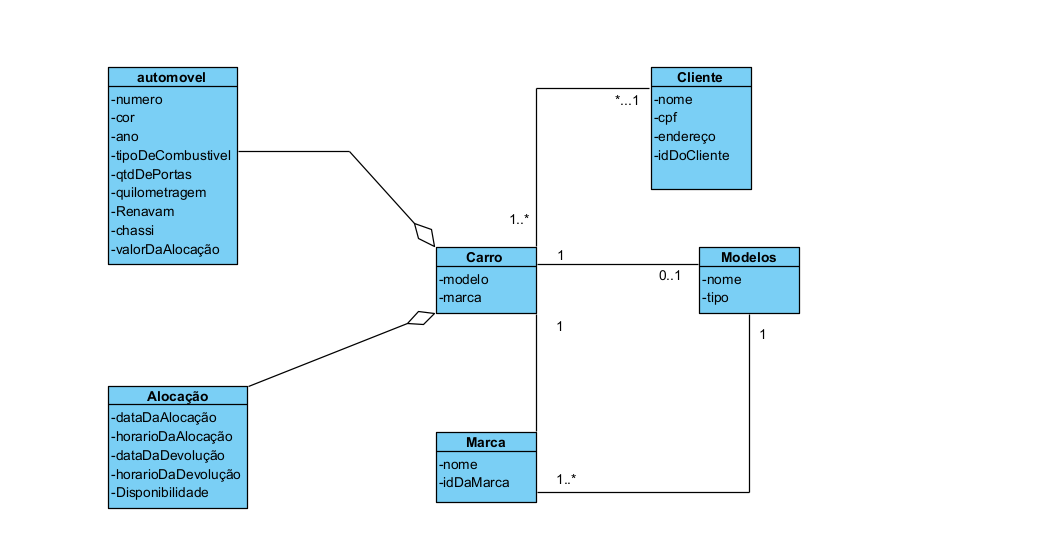 automovel
-numero
-cor
-ano
-tipoDeCombustivel
-qtdDePortas
-quilometragem
-Renavam
-chassi
-valorDaAlocação
Cliente
-nome
-cpf
-endereço
-idDoCliente
*...1
1..*
Carro
-modelo
-marca
1
0..1
Modelos
-nome
-tipo
1
1
Alocação
-dataDaAlocação
-horarioDaAlocação
-dataDaDevolução
-horarioDaDevolução
-Disponibilidade
Marca
-nome
-idDaMarca
1..*